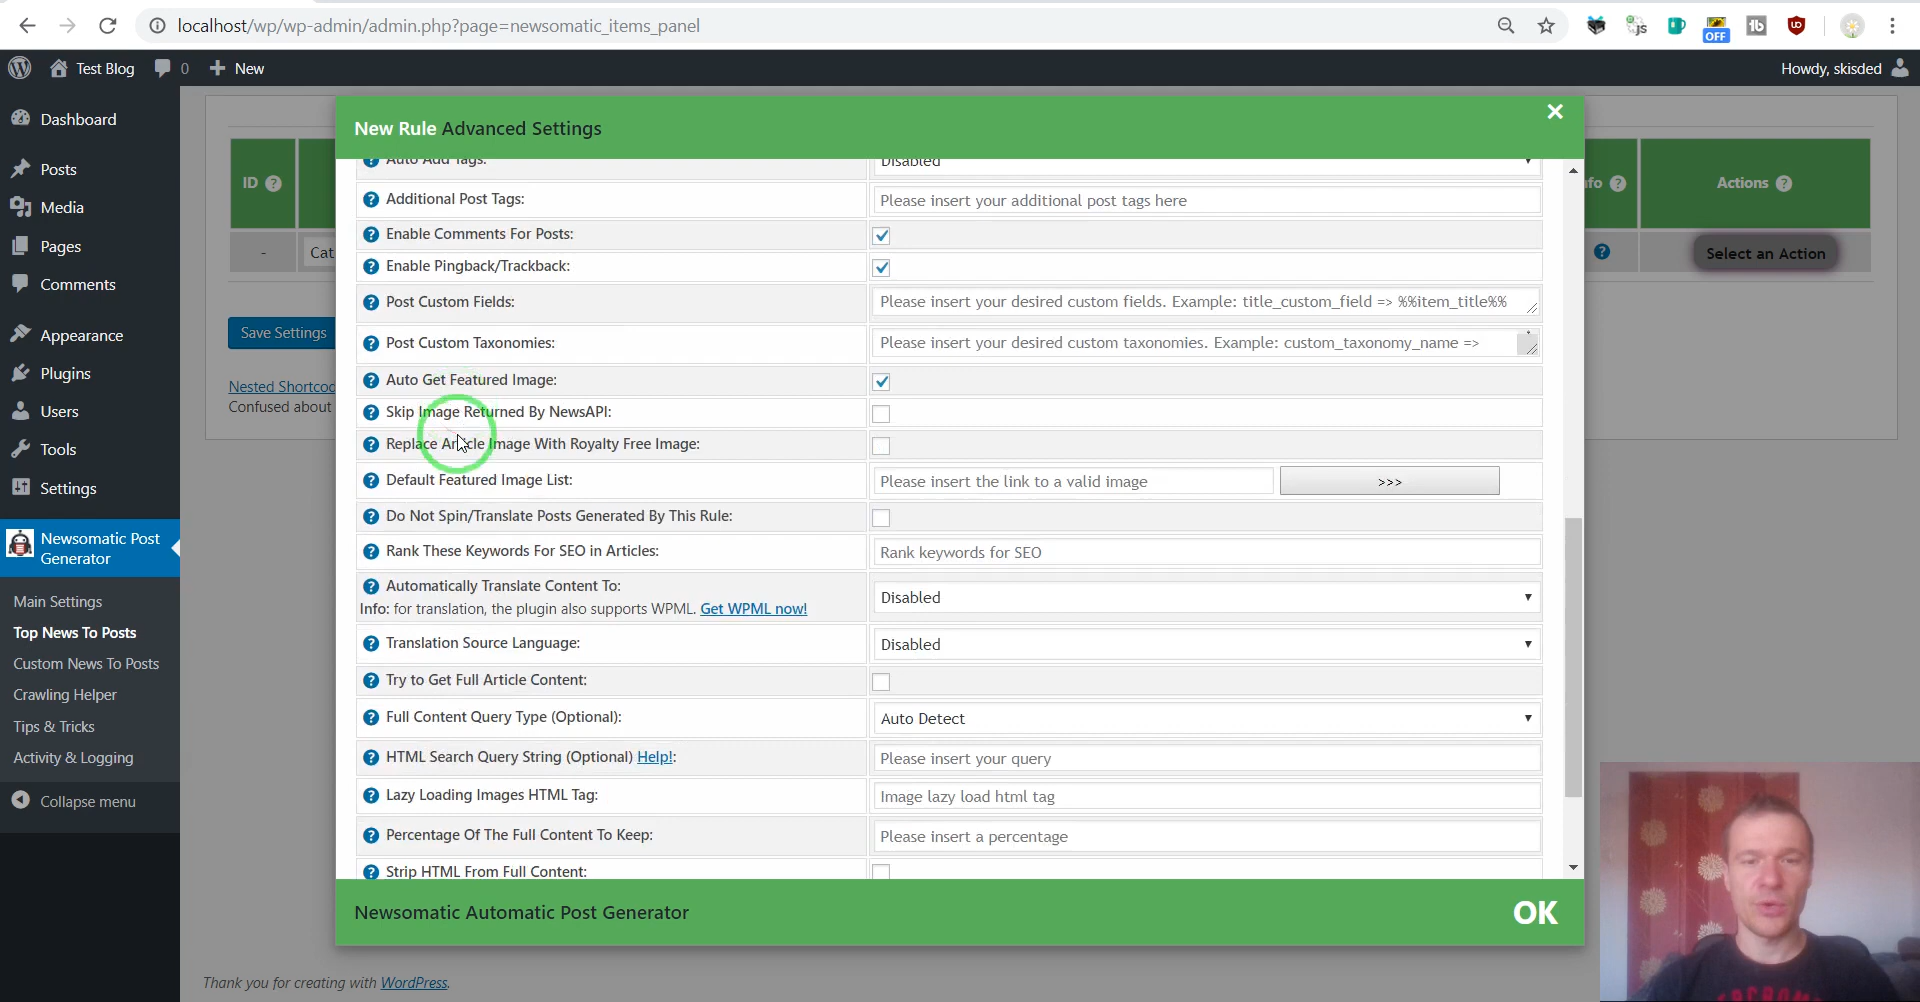 localhost/wp/wp-admin/admin.php?page=newsomatic_items_panel
OFF
Test Blog
0
New
Howdy, skisded
Dashboard
Posts
Media
Pages
Comments
Appearance
Plugins
Users
Tools
Settings
Newsomatic Post
Generator
Main Settings
Top News To Posts
Custom News To Posts
Crawling Helper
Tips & Tricks
Activity & Logging
Collapse menu
ID
-
Cat
Save Settings
Nested Shortcod
Confused about
nfo
Actions
Select an Action
New Rule Advanced Settings
Auto Add Tags:
Disabled
Additional Post Tags:
Please insert your additional post tags here
Enable Comments For Posts:
Enable Pingback/Trackback:
Post Custom Fields:
Please insert your desired custom fields. Example: title_custom_field => %%item_title%%
Post Custom Taxonomies:
Please insert your desired custom taxonomies. Example: custom_taxonomy_name =>
Auto Get Featured Image:
Skip Image Returned By NewsAPI:
Replace Article Image With Royalty Free Image:
Default Featured Image List:
Please insert the link to a valid image
>>>
Do Not Spin/Translate Posts Generated By This Rule:
Rank These Keywords For SEO in Articles:
Rank keywords for SEO
Automatically Translate Content To:
Info: for translation, the plugin also supports WPML. Get WPML now!
Disabled
Translation Source Language:
Disabled
Try to Get Full Article Content:
Full Content Query Type (Optional):
Auto Detect
HTML Search Query String (Optional) Help!:
Please insert your query
Lazy Loading Images HTML Tag:
Image lazy load html tag
Percentage Of The Full Content To Keep:
Please insert a percentage
Strip HTML From Full Content:
Newsomatic Automatic Post Generator
OK
Thank you for creating with WordPress.